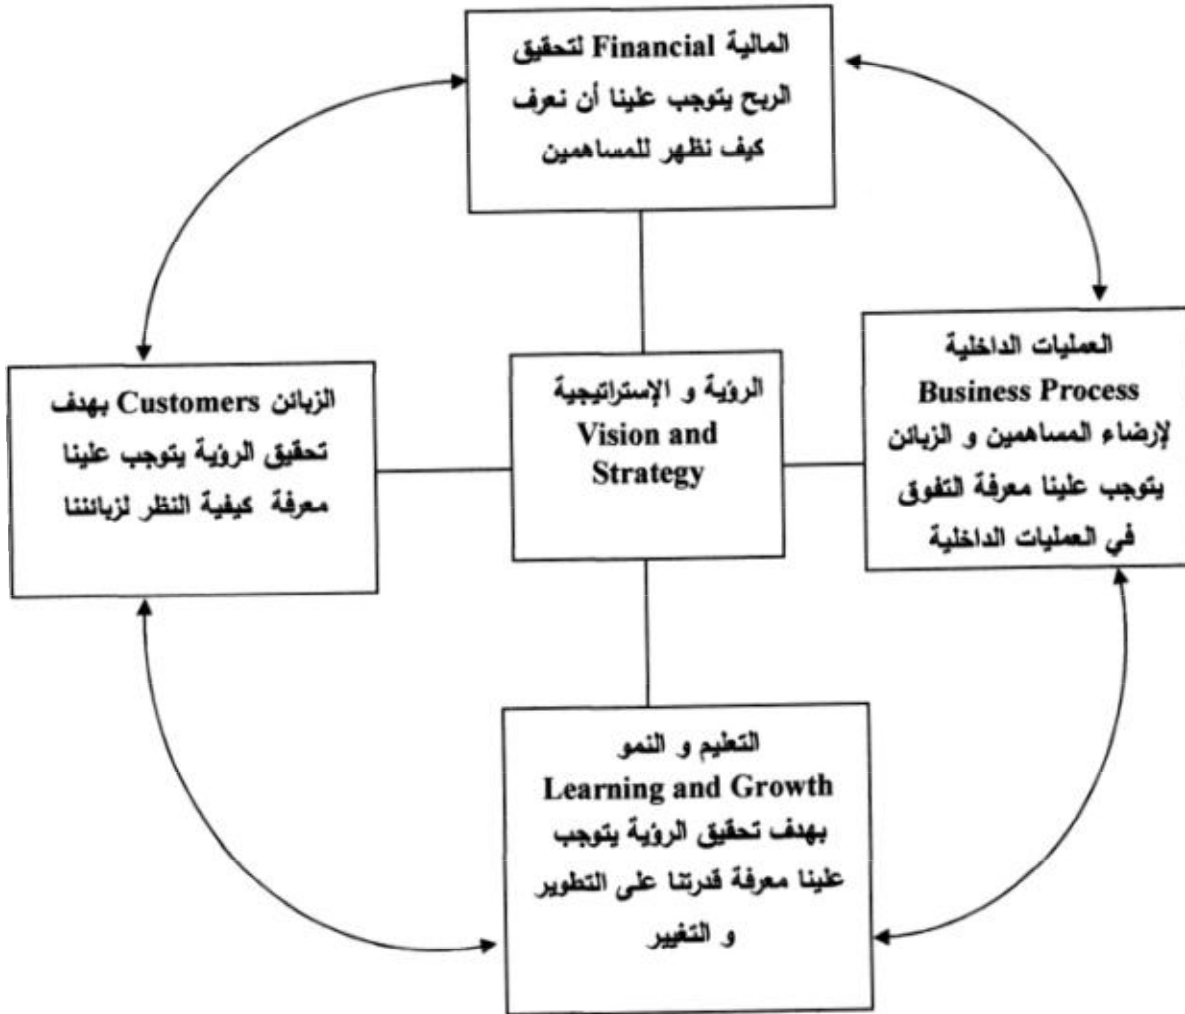 المالية Financial لتحقيق
الربح يتوجب علينا أن نعرف
كيف نظهر للمساهمين
العمليات الداخلية
Business Process
لإرضاء المساهمين و الزبائن
يتوجب علينا معرفة التفوق
في العمليات الداخلية
الرؤية و الإستراتيجية
Vision and
Strategy
الزبائن Customers بهدف
تحقيق الرؤية يتوجب علينا
معرفة كيفية النظر لزبائننا
التعليم و النمو
Learning and Growth
بهدف تحقيق الرؤية يتوجب
علينا معرفة قدرتنا على التطوير
و التغيير